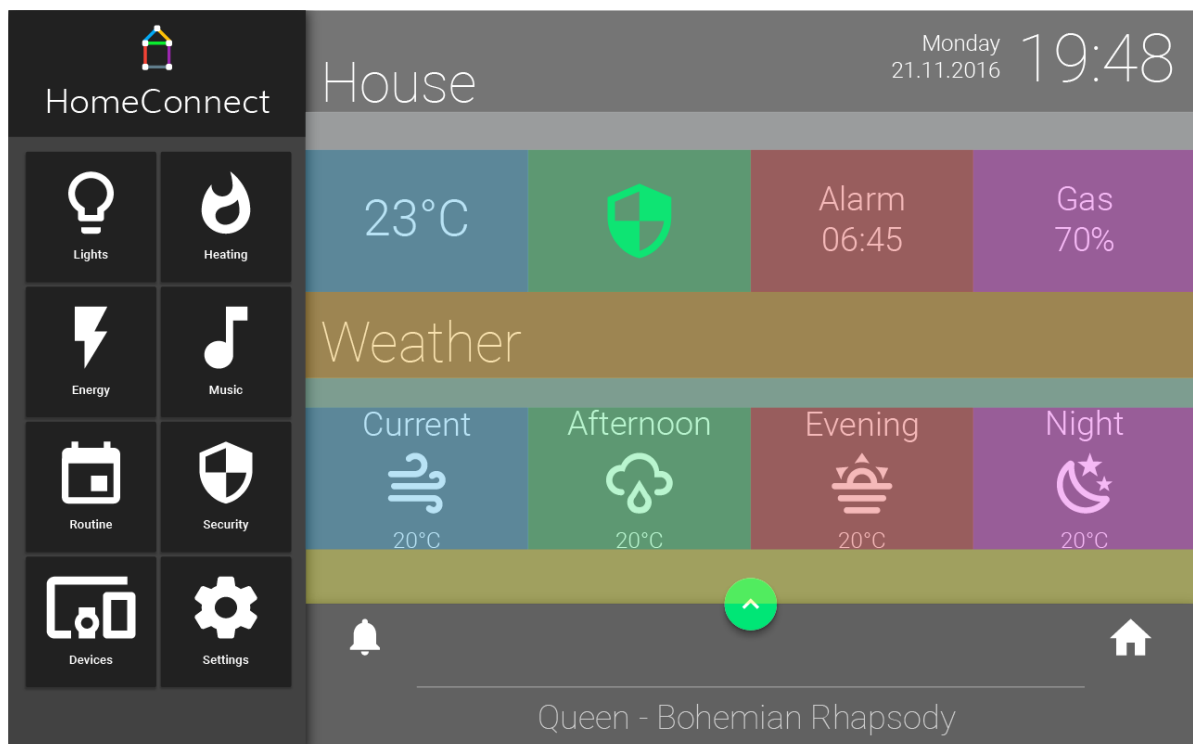 HomeConnect
Lights
Heating
Energy
Music
Routine
Security
Devices
Settings
House
Monday
21.11.2016
19:48
23°C
Alarm
06:45
Gas
70%
Weather
Current
Afternoon
Evening
Night
20°C
20°C
20°C
20°C
Queen - Bohemian Rhapsody